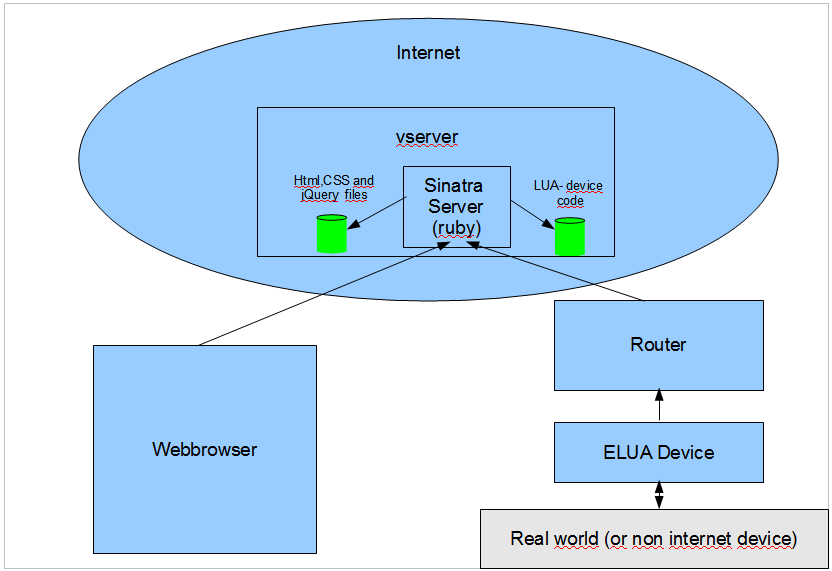 Internet
vserver
Html,CSS and
jQuery files
Sinatra
Server
(ruby)
LUA- device
code
Router
Webbrowser
ELUA Device
Real world (or non internet device)